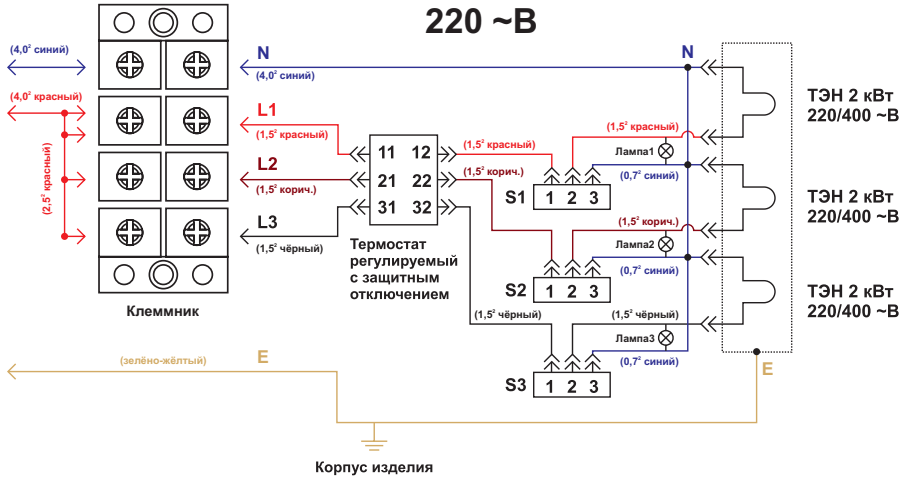 220 ~В
(4,0² синий)
N
(4,0² синий)
N
(4,0² красный)
L1
(1,5² красный)
(2,5² красный)
L2
(1,5² корич.)
L3
(1,5² чёрный)
Клеммник
11 12
21 22
31 32
Термостат
регулируемый
с защитным
отключением
(1,5² красный)
(1,5² корич.)
(1,5² чёрный)
(1,5² красный)
Лампа1
(0,7² синий)
S1 1 2 3
(1,5² корич.)
Лампа2
(0,7² синий)
S2 1 2 3
(1,5² чёрный)
Лампа3
(0,7² синий)
S3 1 2 3
ТЭН 2 кВт
220/400 ~В
ТЭН 2 кВт
220/400 ~В
ТЭН 2 кВт
220/400 ~В
(зелёно-жёлтый)
E
E
Корпус изделия